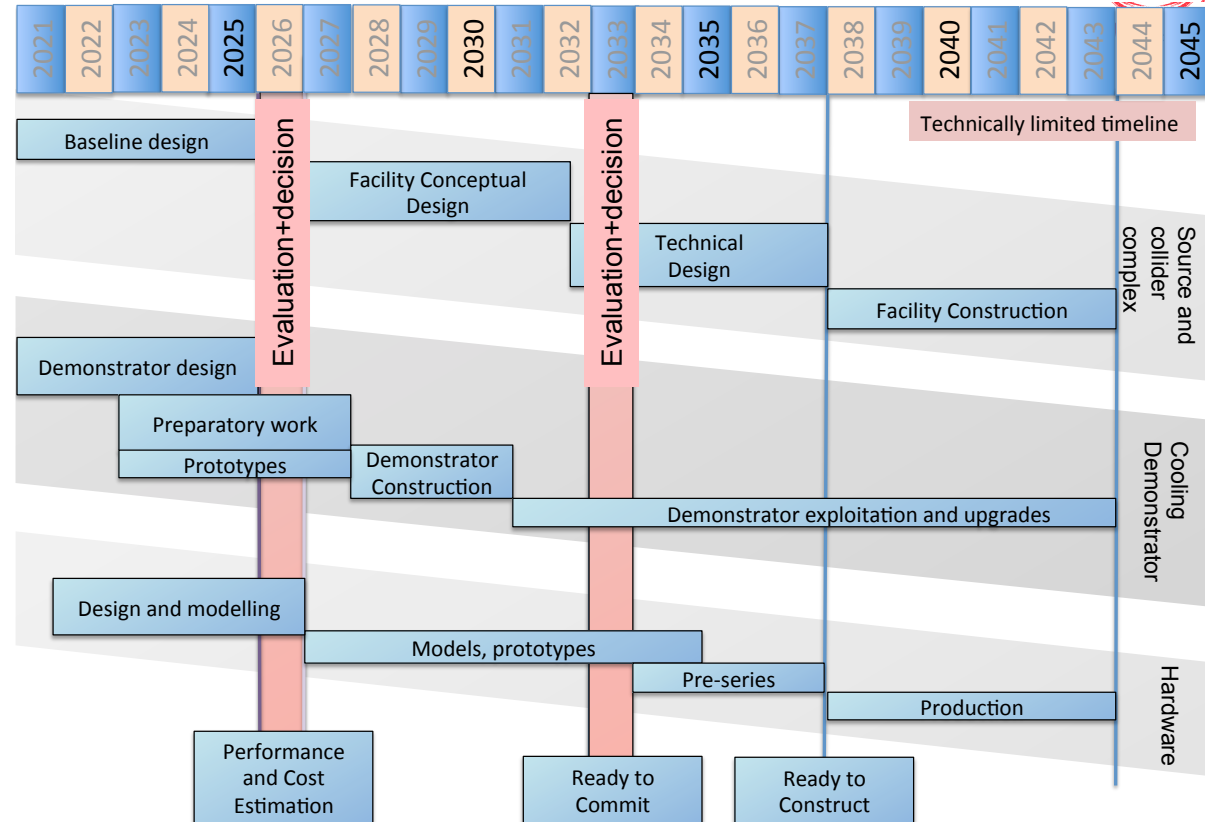 2021 2022 2023 2024 2025 2026 2027 2028 2029 2030 2031 2032 2033 2034 2035 2036 2037 2038 2039 2040 2041 2042 2043 2044 2045
Technically limited timeline
Baseline design
Evaluation+decision
Evaluation+decision
Facility Conceptual
Design
Technical
Design
Facility Construction
Source and
collider
complex
Demonstrator design
Preparatory work
Prototypes
Demonstrator
Construction
Demonstrator exploitation and upgrades
Cooling
Demonstrator
Design and modelling
Models, prototypes
Pre-series
Production
Hardware
Performance
and Cost
Estimation
Ready to
Commit
Ready to
Construct